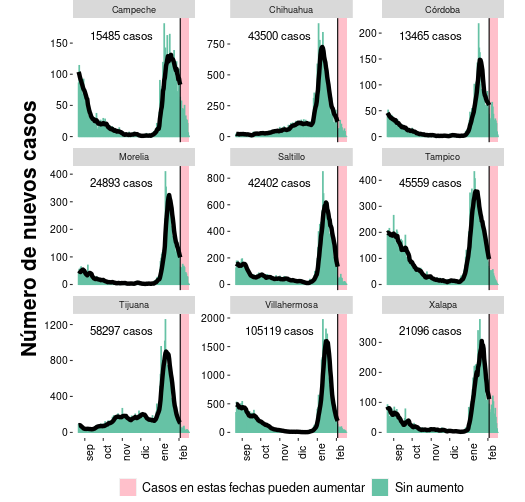 Número de nuevos casos
Campeche
15485 casos
150
100
50
0
Chihuahua
43500 casos
750
500
250
0
Córdoba
13465 casos
200
150
100
50
0
Morelia
24893 casos
400
300
200
100
0
Saltillo
42402 casos
800
600
400
200
0
Tampico
45559 casos
400
300
200
100
0
Tijuana
58297 casos
1200
800
400
0
Villahermosa
105119 casos
2000
1500
1000
500
0
Xalapa
21096 casos
300
200
100
0
sep oct nov dic ene feb
sep oct nov dic ene feb
sep oct nov dic ene feb
Casos en estas fechas pueden aumentar
Sin aumento